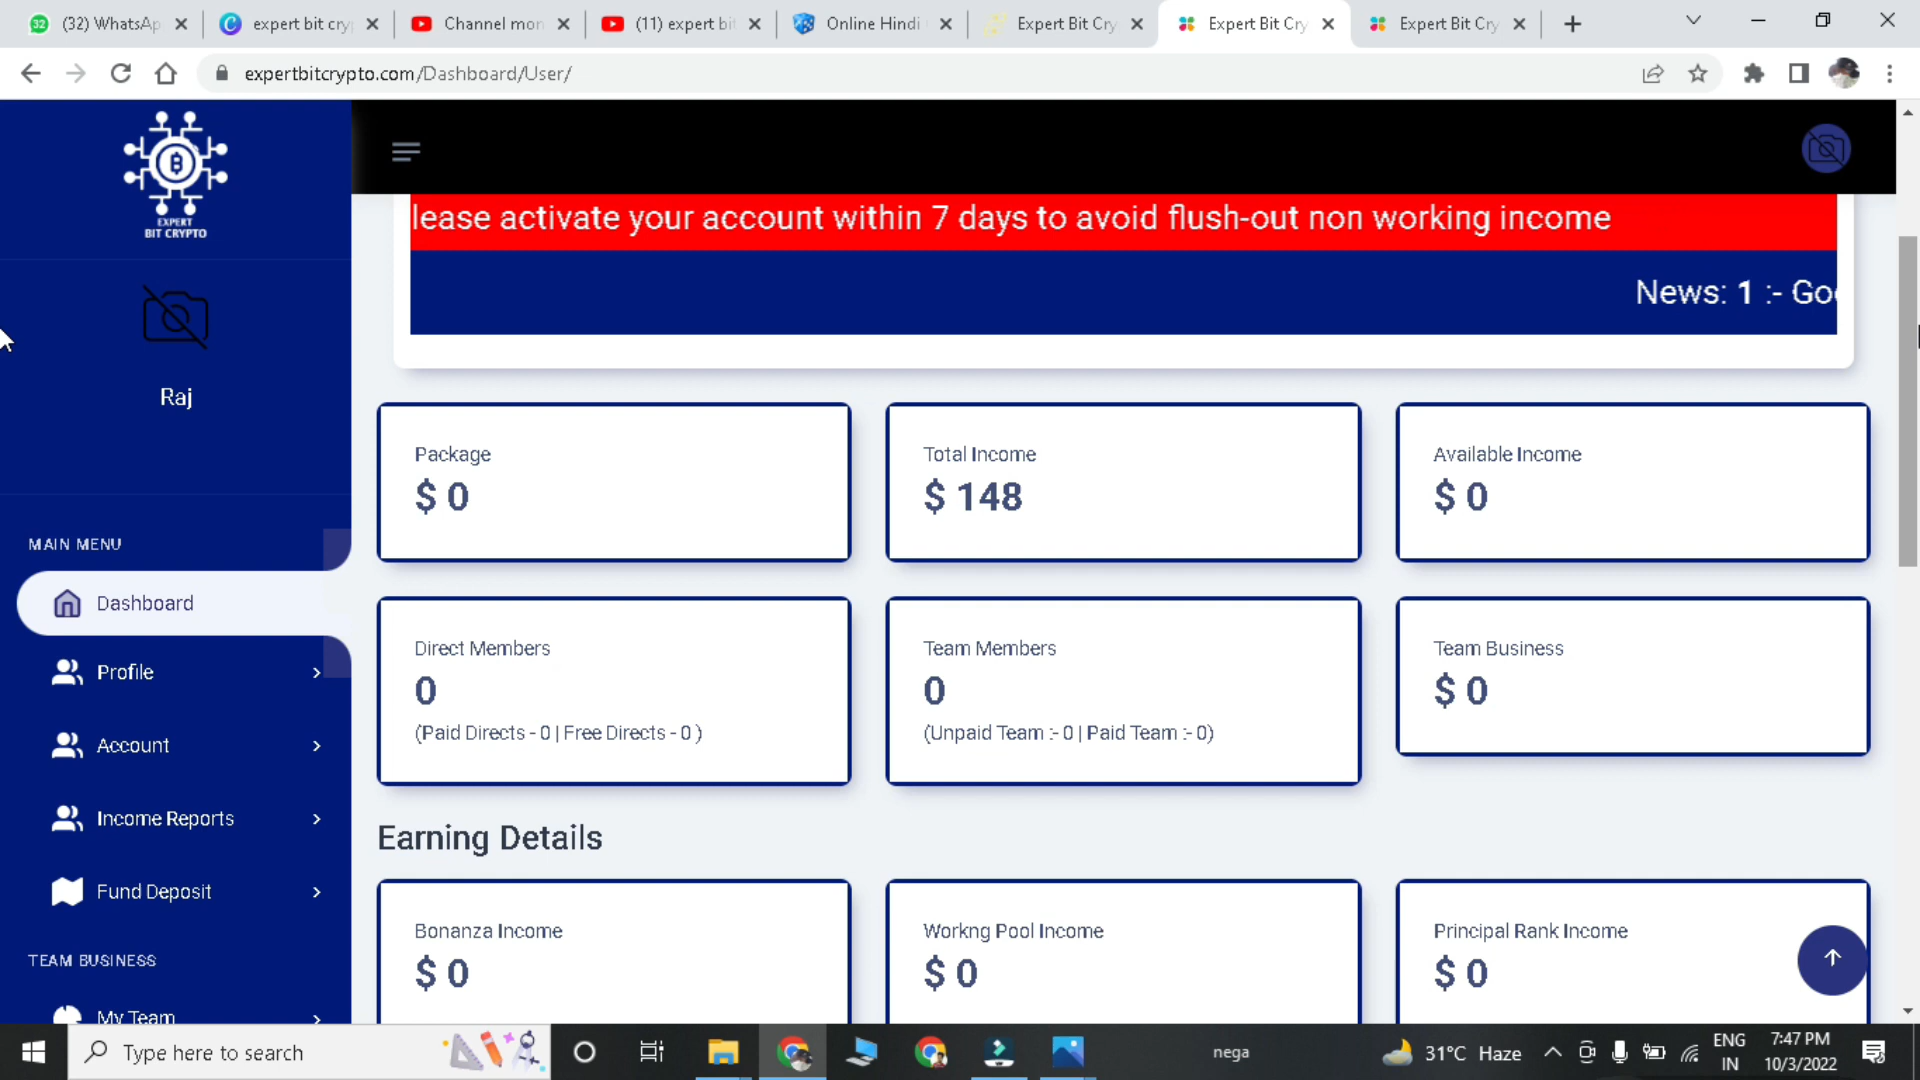 (32) WhatsAp
expert bit cry
Channel mon
(11) expert bit
Online Hindi
Expert Bit Cry
Expert Bit Cry
Expert Bit Cry
expertbitcrypto.com/Dashboard/User/
EXPERT
BIT CRYPTO
lease activate your account within 7 days to avoid flush-out non working income
News: 1 :- Goo
Raj
Package
$ 0
Total Income
$ 148
Available Income
$ 0
MAIN MENU
Dashboard
Profile
Account
Income Reports
Fund Deposit
TEAM BUSINESS
My Team
Direct Members
0
(Paid Directs - 0 | Free Directs - 0 )
Team Members
0
(Unpaid Team :- 0 | Paid Team :- 0)
Team Business
$ 0
Earning Details
Bonanza Income
$ 0
Workng Pool Income
$ 0
Principal Rank Income
$ 0
Type here to search
nega
31°C Haze
ENG
IN
7:47 PM
10/3/2022